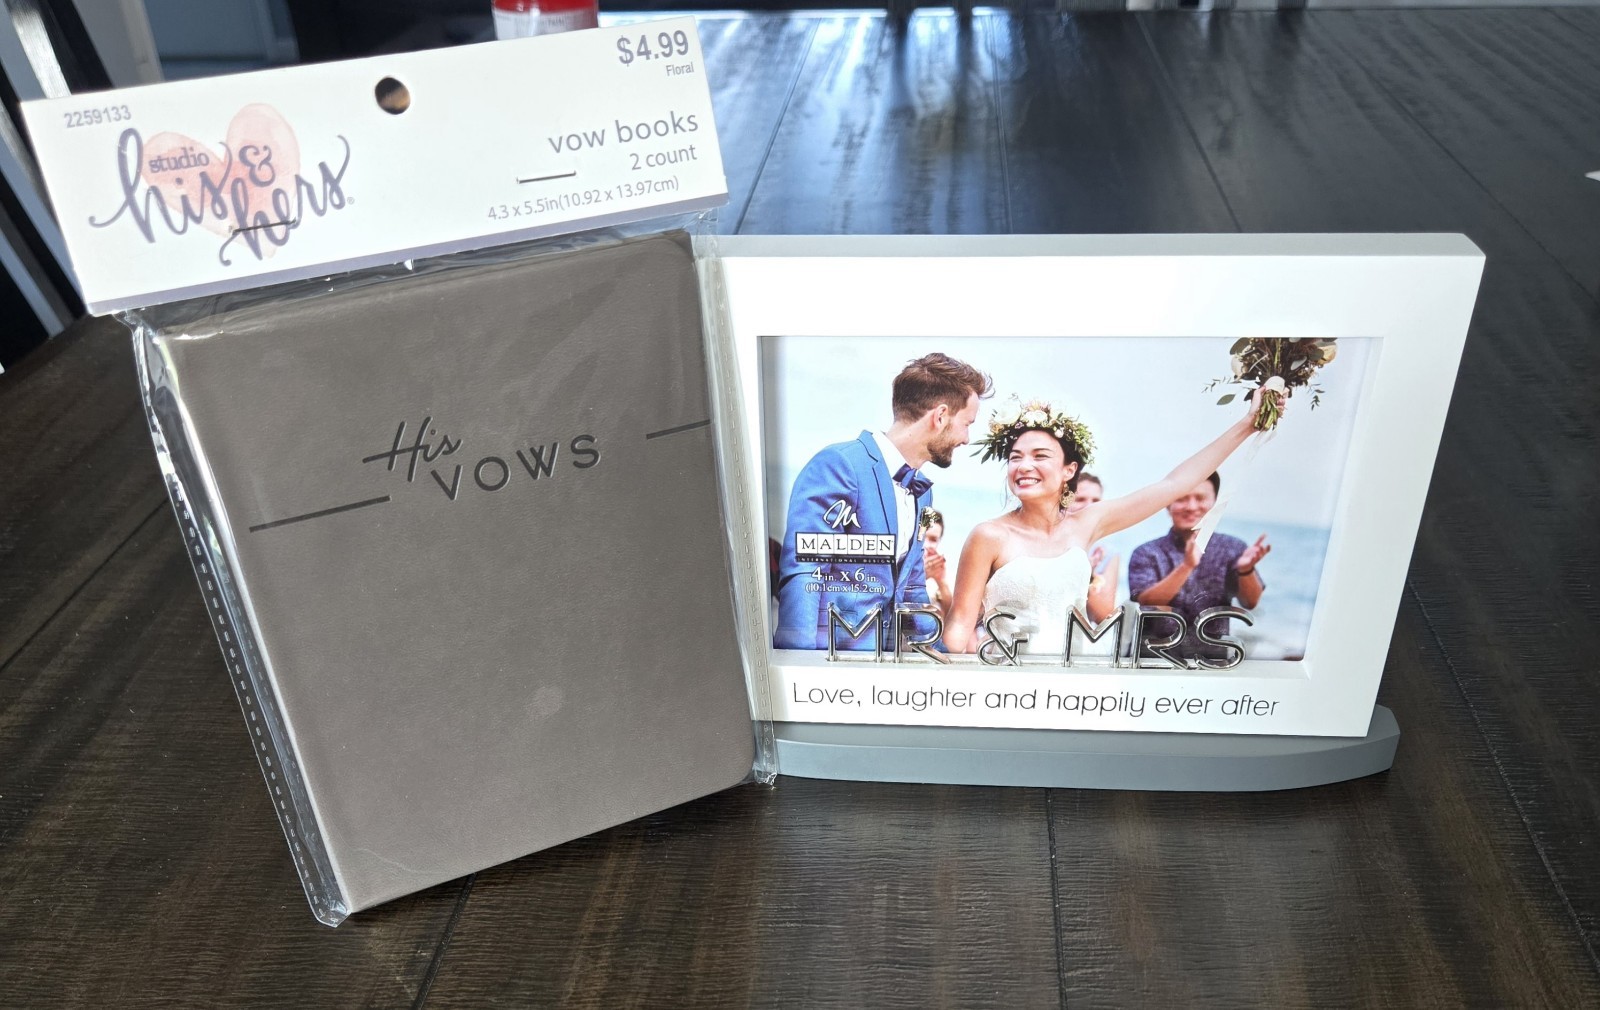 $4.99
Floral
2259133
studio
his &
hers®
vow books
2 count
4.3 x 5.5in(10.92 x 13.97cm)
His
VOWS
M
MALDEN
INTERNATIONAL DESIGNS
4in. x 6in.
(10.1cm x 15.2cm)
MR & MRS
Love, laughter and happily ever after